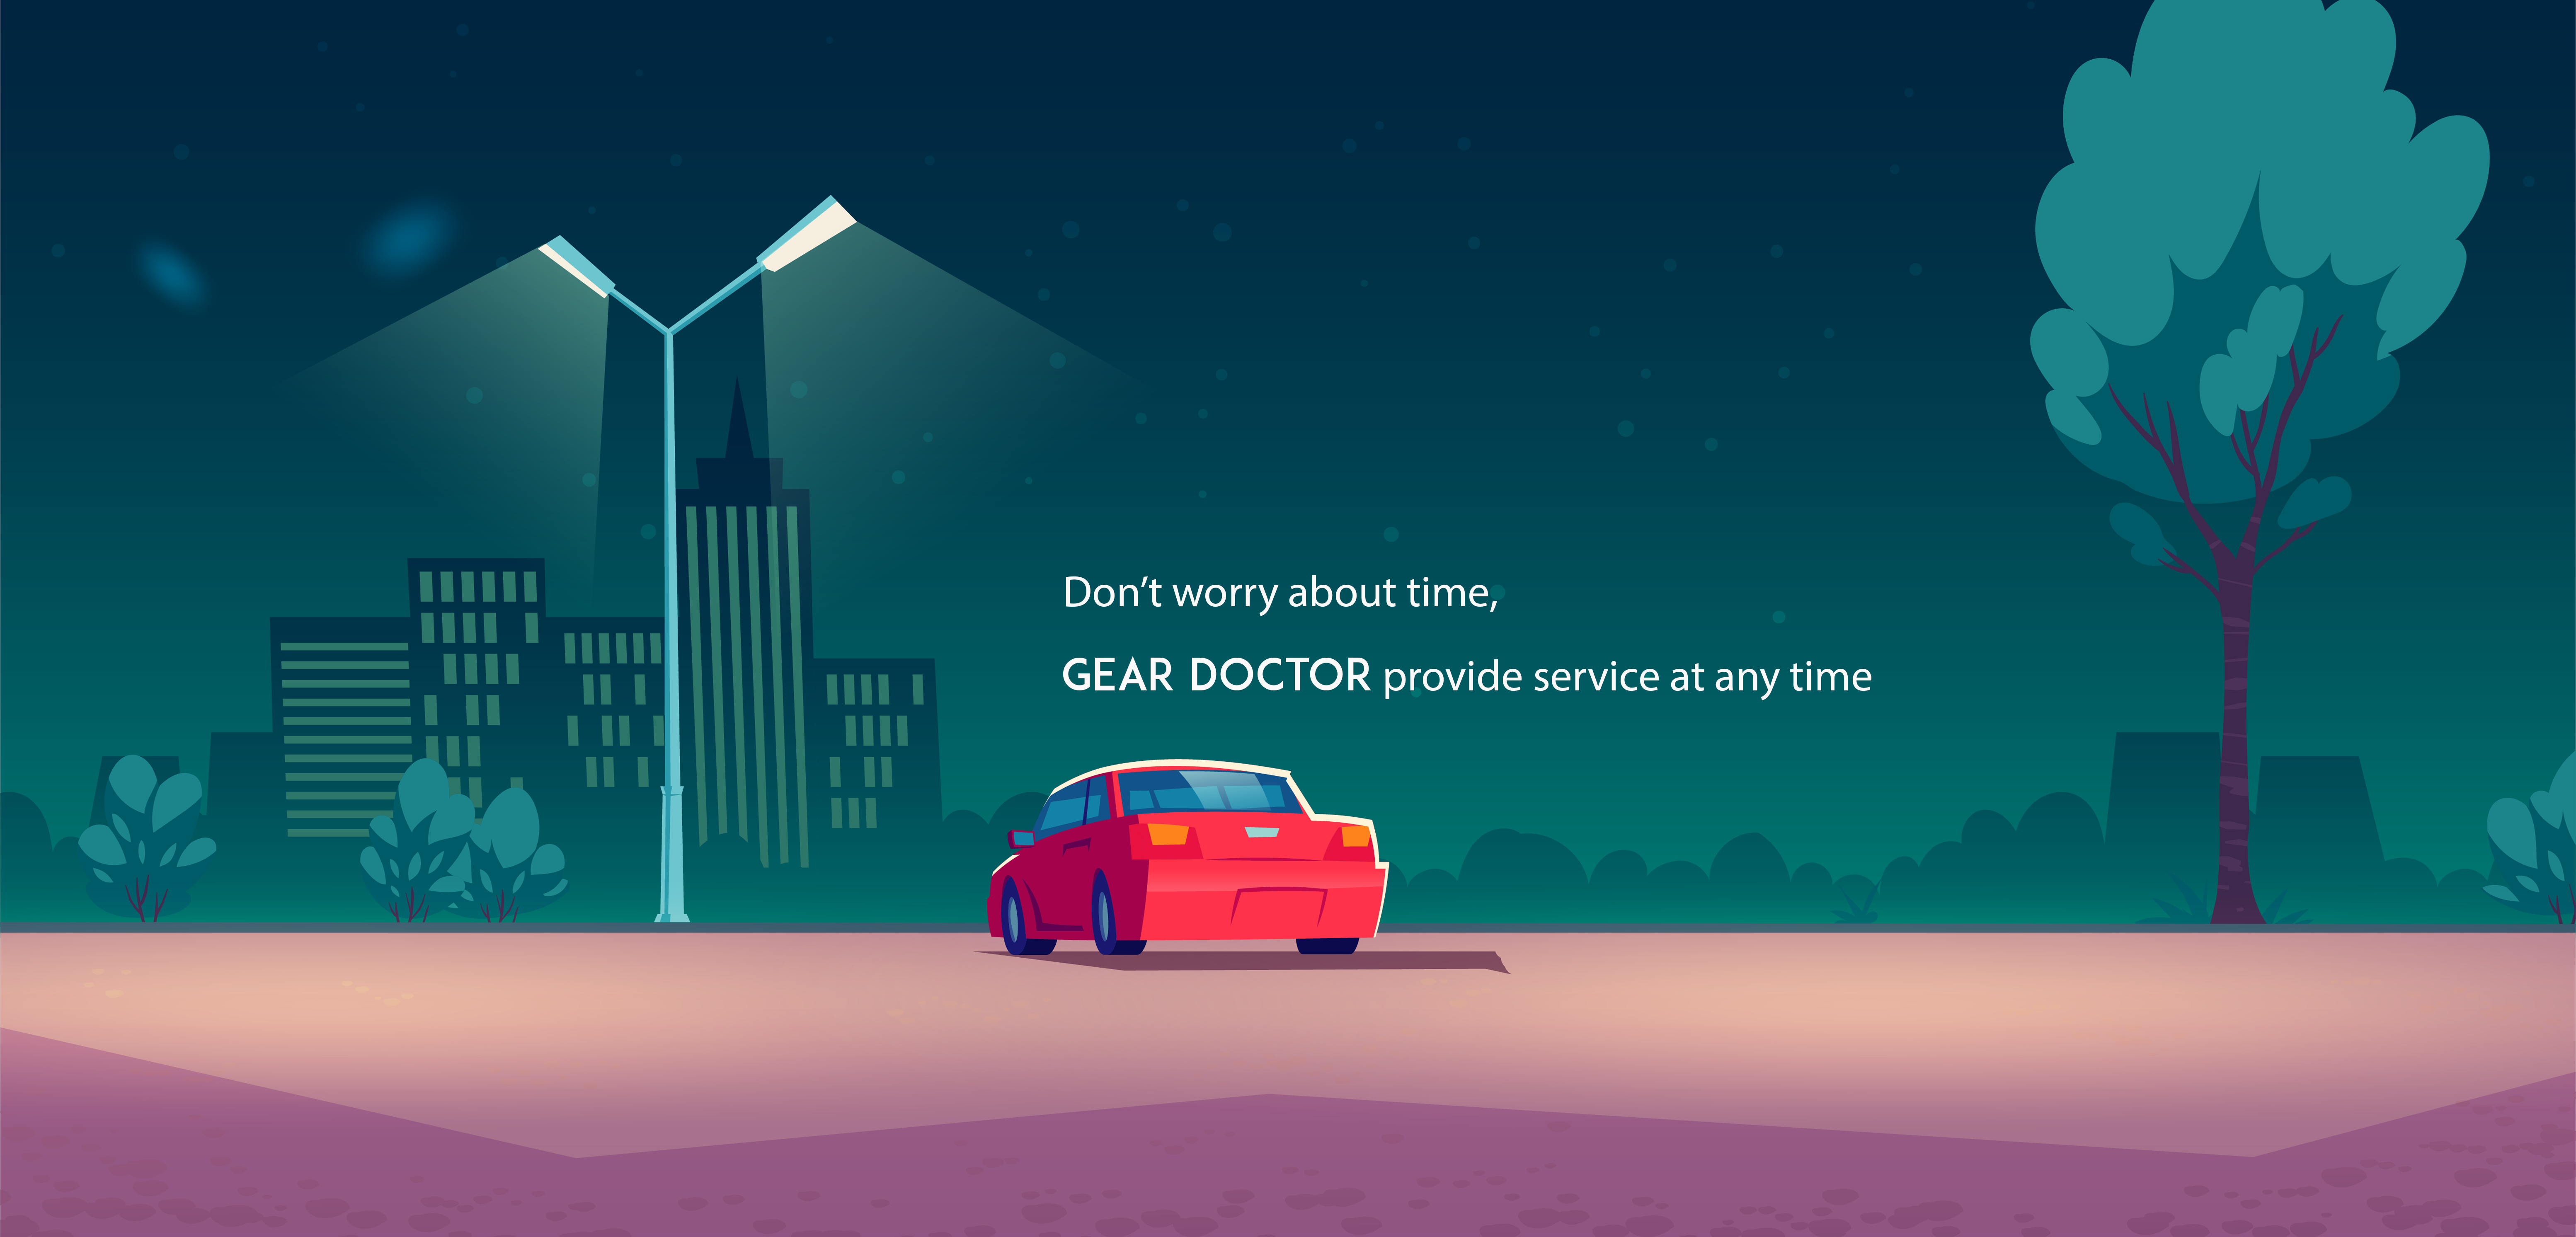 Don’t worry about time,
GEAR DOCTOR provide service at any time